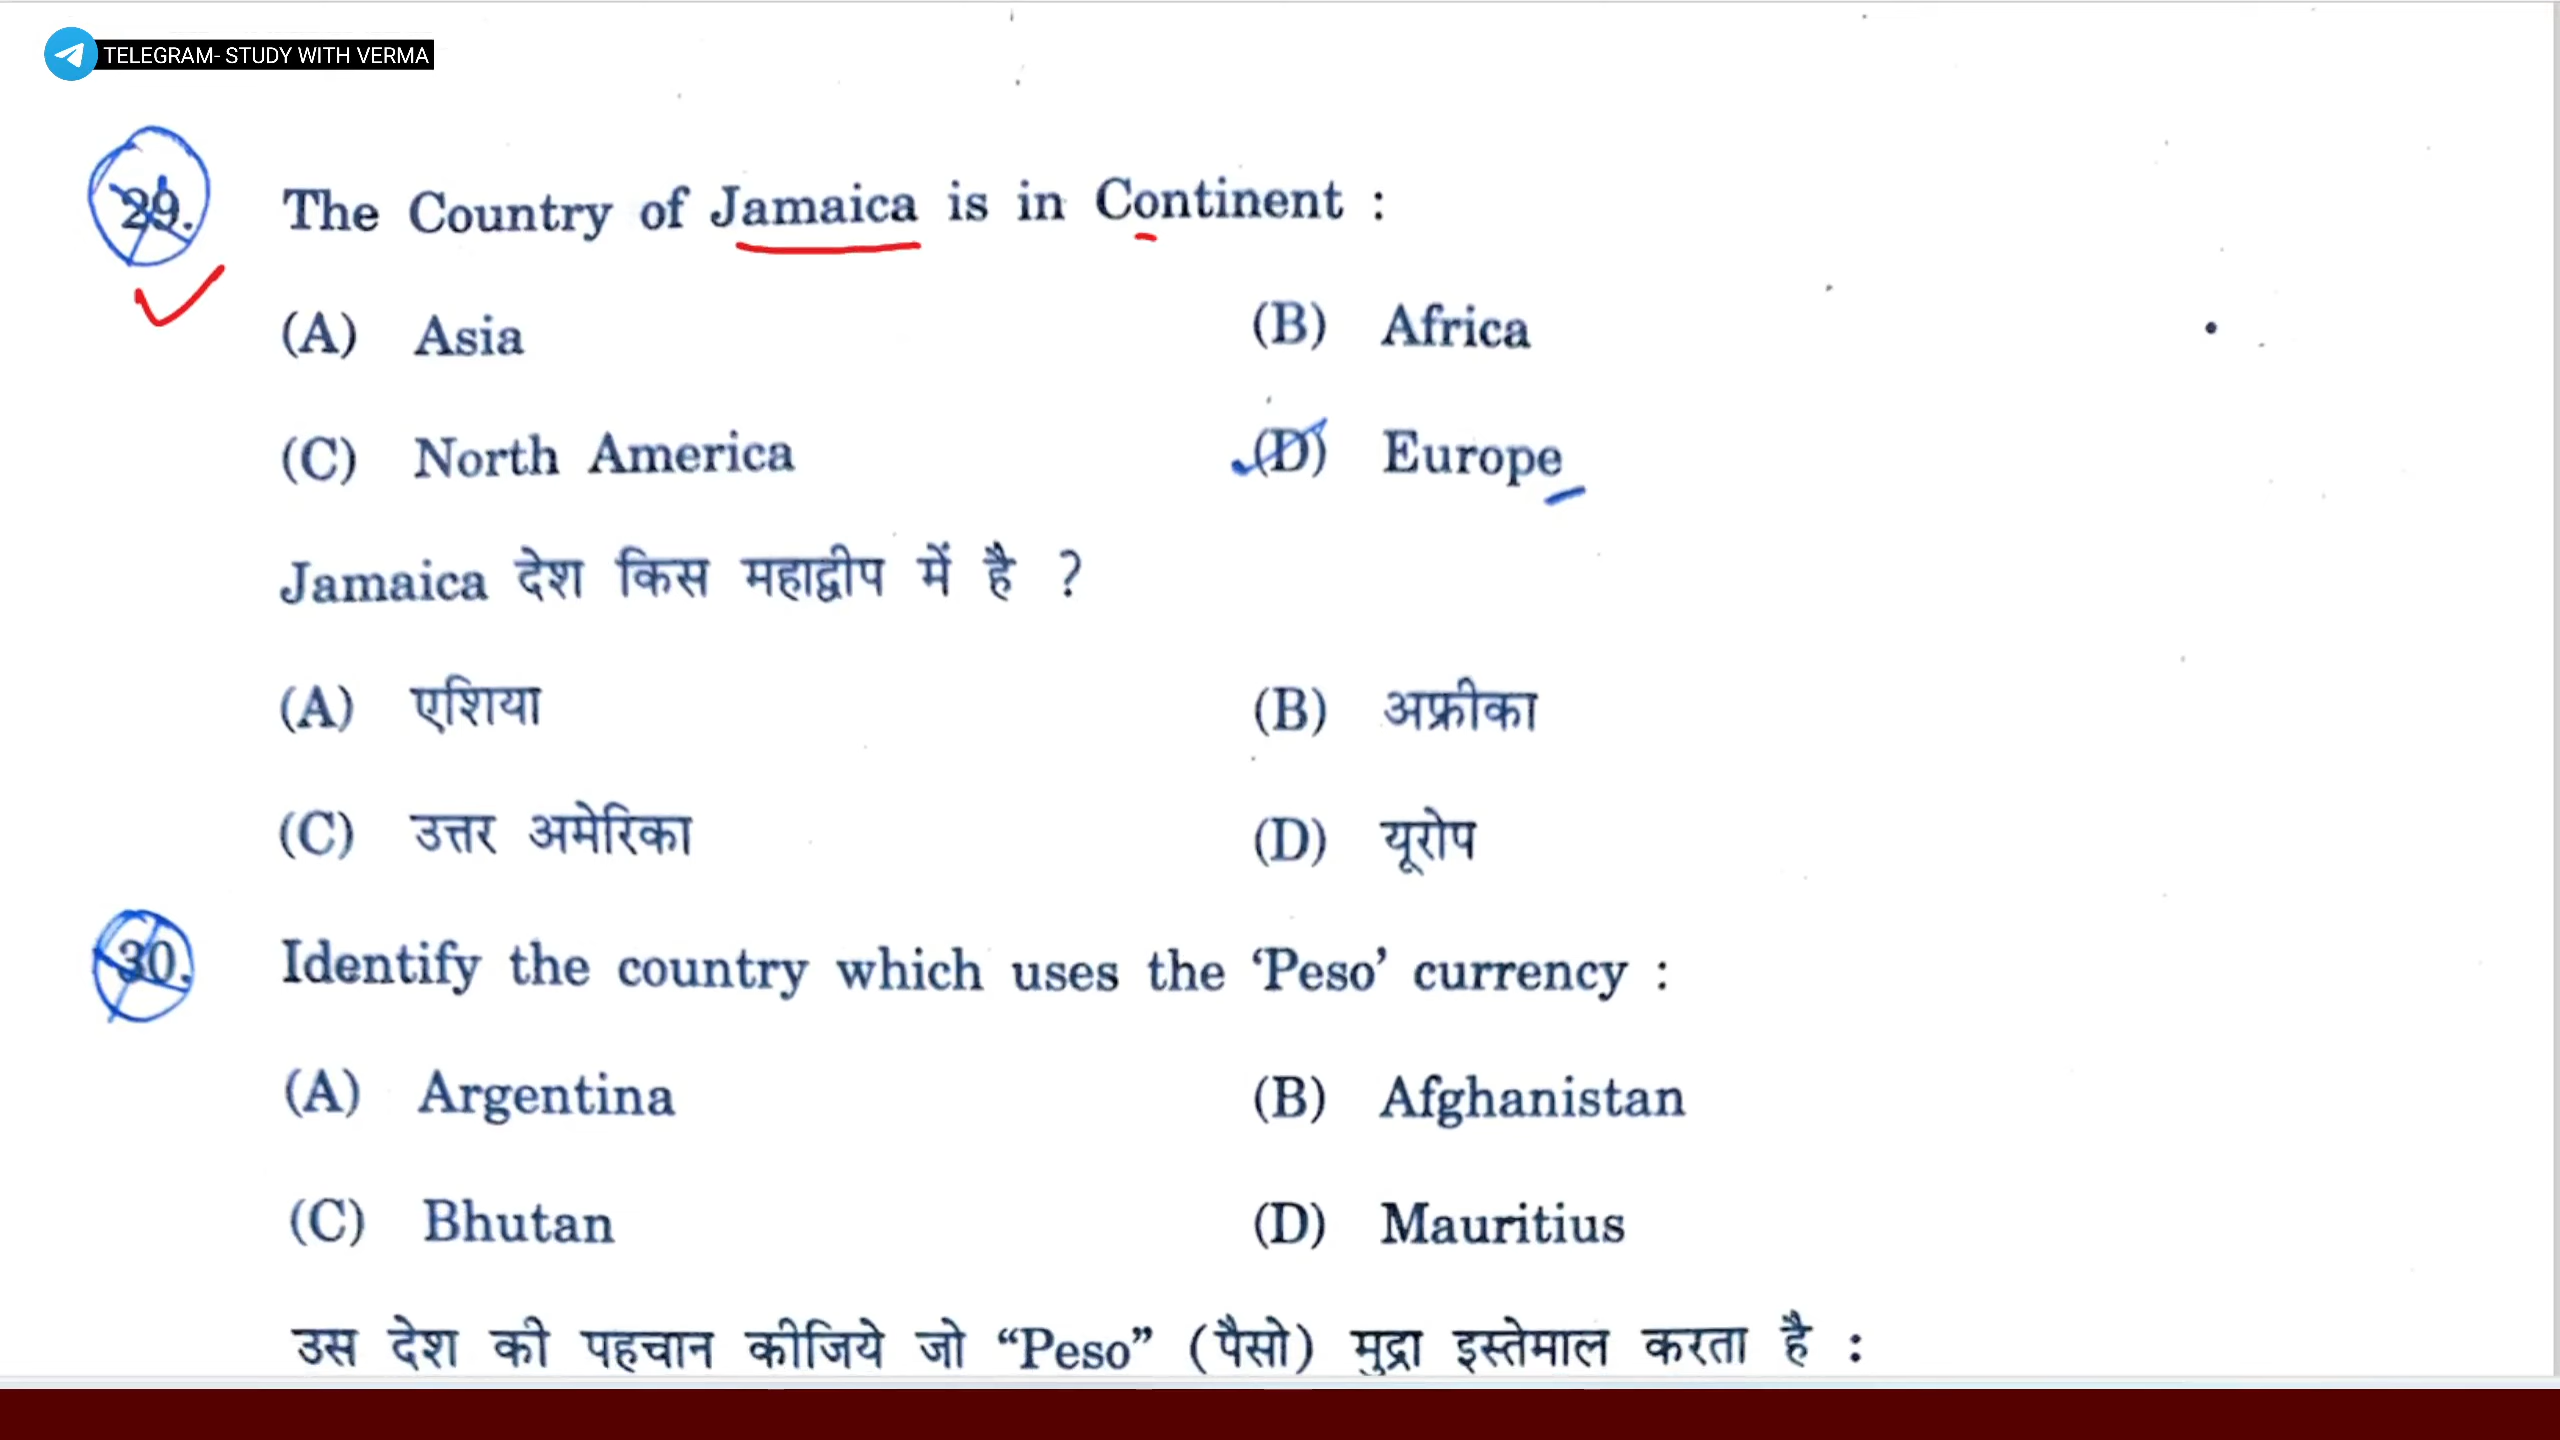 TELEGRAM- STUDY WITH VERMA
29. The Country of Jamaica is in Continent :
(A) Asia (B) Africa
(C) North America (D) Europe
Jamaica देश किस महाद्वीप में है ?
(A) एशिया (B) अफ्रीका
(C) उत्तर अमेरिका (D) यूरोप
30. Identify the country which uses the ‘Peso’ currency :
(A) Argentina (B) Afghanistan
(C) Bhutan (D) Mauritius
उस देश की पहचान कीजिये जो “Peso” (पैसो) मुद्रा इस्तेमाल करता है :